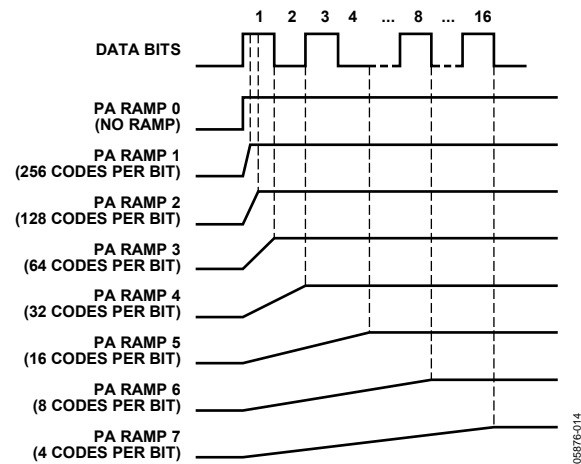 1 2 3 4 ... 8 ... 16
DATA BITS
PA RAMP 0
(NO RAMP)
PA RAMP 1
(256 CODES PER BIT)
PA RAMP 2
(128 CODES PER BIT)
PA RAMP 3
(64 CODES PER BIT)
PA RAMP 4
(32 CODES PER BIT)
PA RAMP 5
(16 CODES PER BIT)
PA RAMP 6
(8 CODES PER BIT)
PA RAMP 7
(4 CODES PER BIT)
05876-014